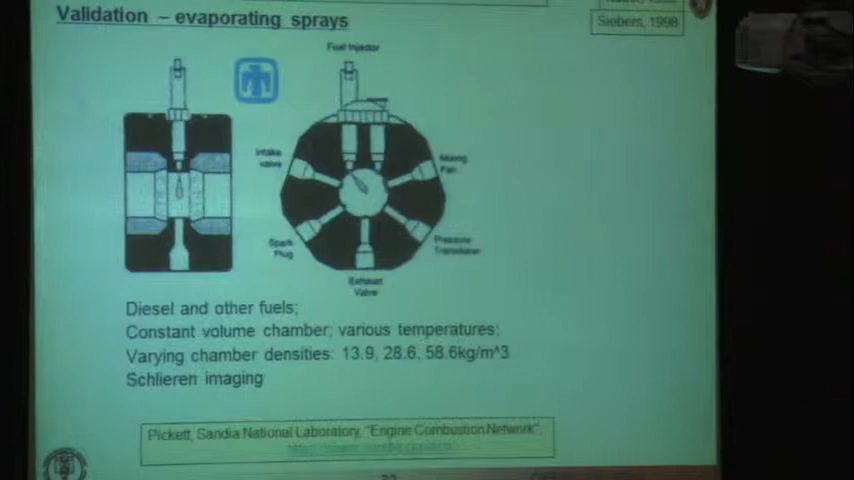 Validation – evaporating sprays
Siebers, 1998
Fuel Injector
Intake
valve
Mixing
Fan
Spark
Plug
Pressure
Transducer
Exhaust
Valve
Diesel and other fuels;
Constant volume chamber; various temperatures;
Varying chamber densities: 13.9, 28.6, 58.6kg/m^3
Schlieren imaging
Pickett, Sandia National Laboratory, "Engine Combustion Network",